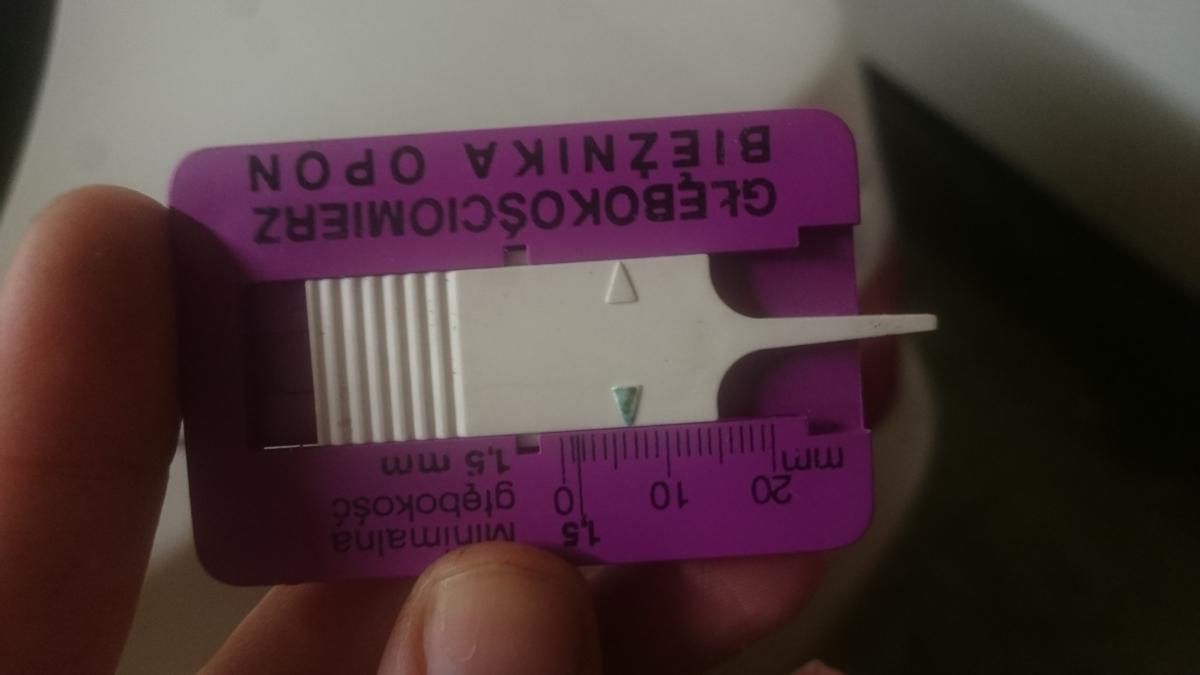 1,5
20 10 0
mm
Minimalna
głębokość
1,5 mm
GŁĘBOKOŚCIOMIERZ
BIEŻNIKA OPON